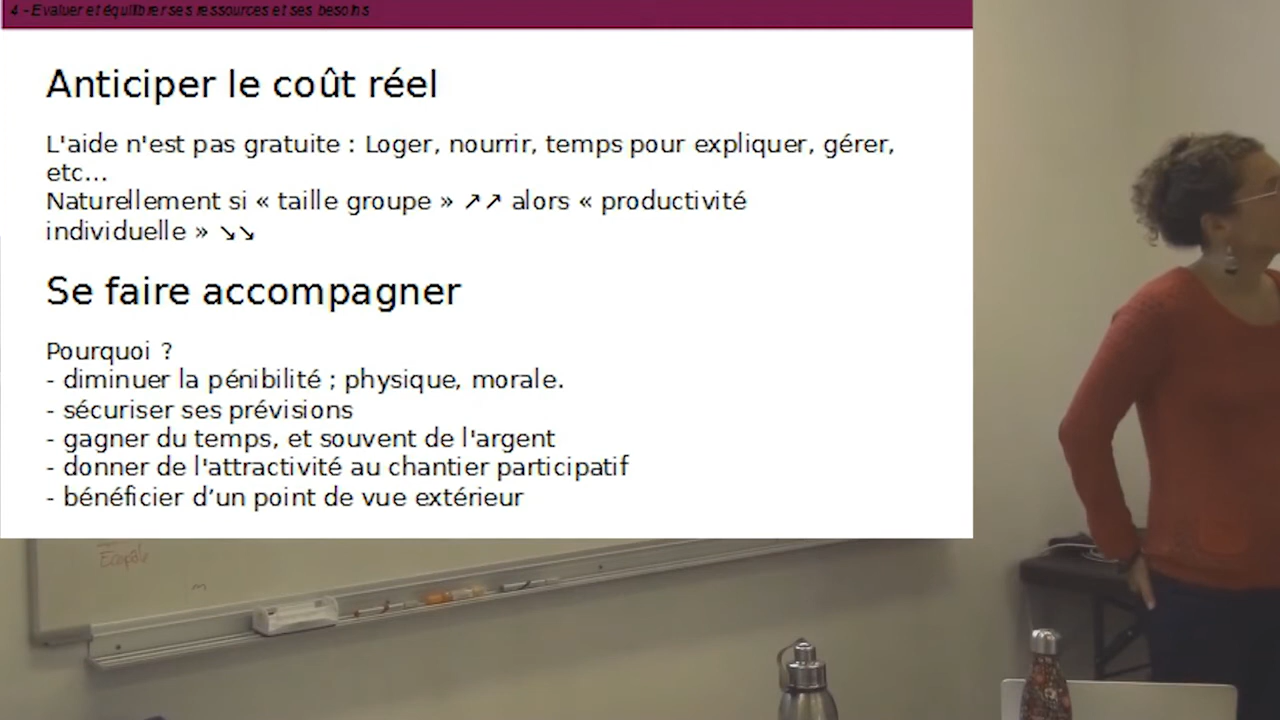 4 - Evaluer et équilibrer ses ressources et ses besoins
Anticiper le coût réel
L'aide n'est pas gratuite : Loger, nourrir, temps pour expliquer, gérer,
etc...
Naturellement si « taille groupe » ↗↗ alors « productivité
individuelle » ↘↘
Se faire accompagner
Pourquoi ?
- diminuer la pénibilité ; physique, morale.
- sécuriser ses prévisions
- gagner du temps, et souvent de l'argent
- donner de l'attractivité au chantier participatif
- bénéficier d’un point de vue extérieur
Ecopôle